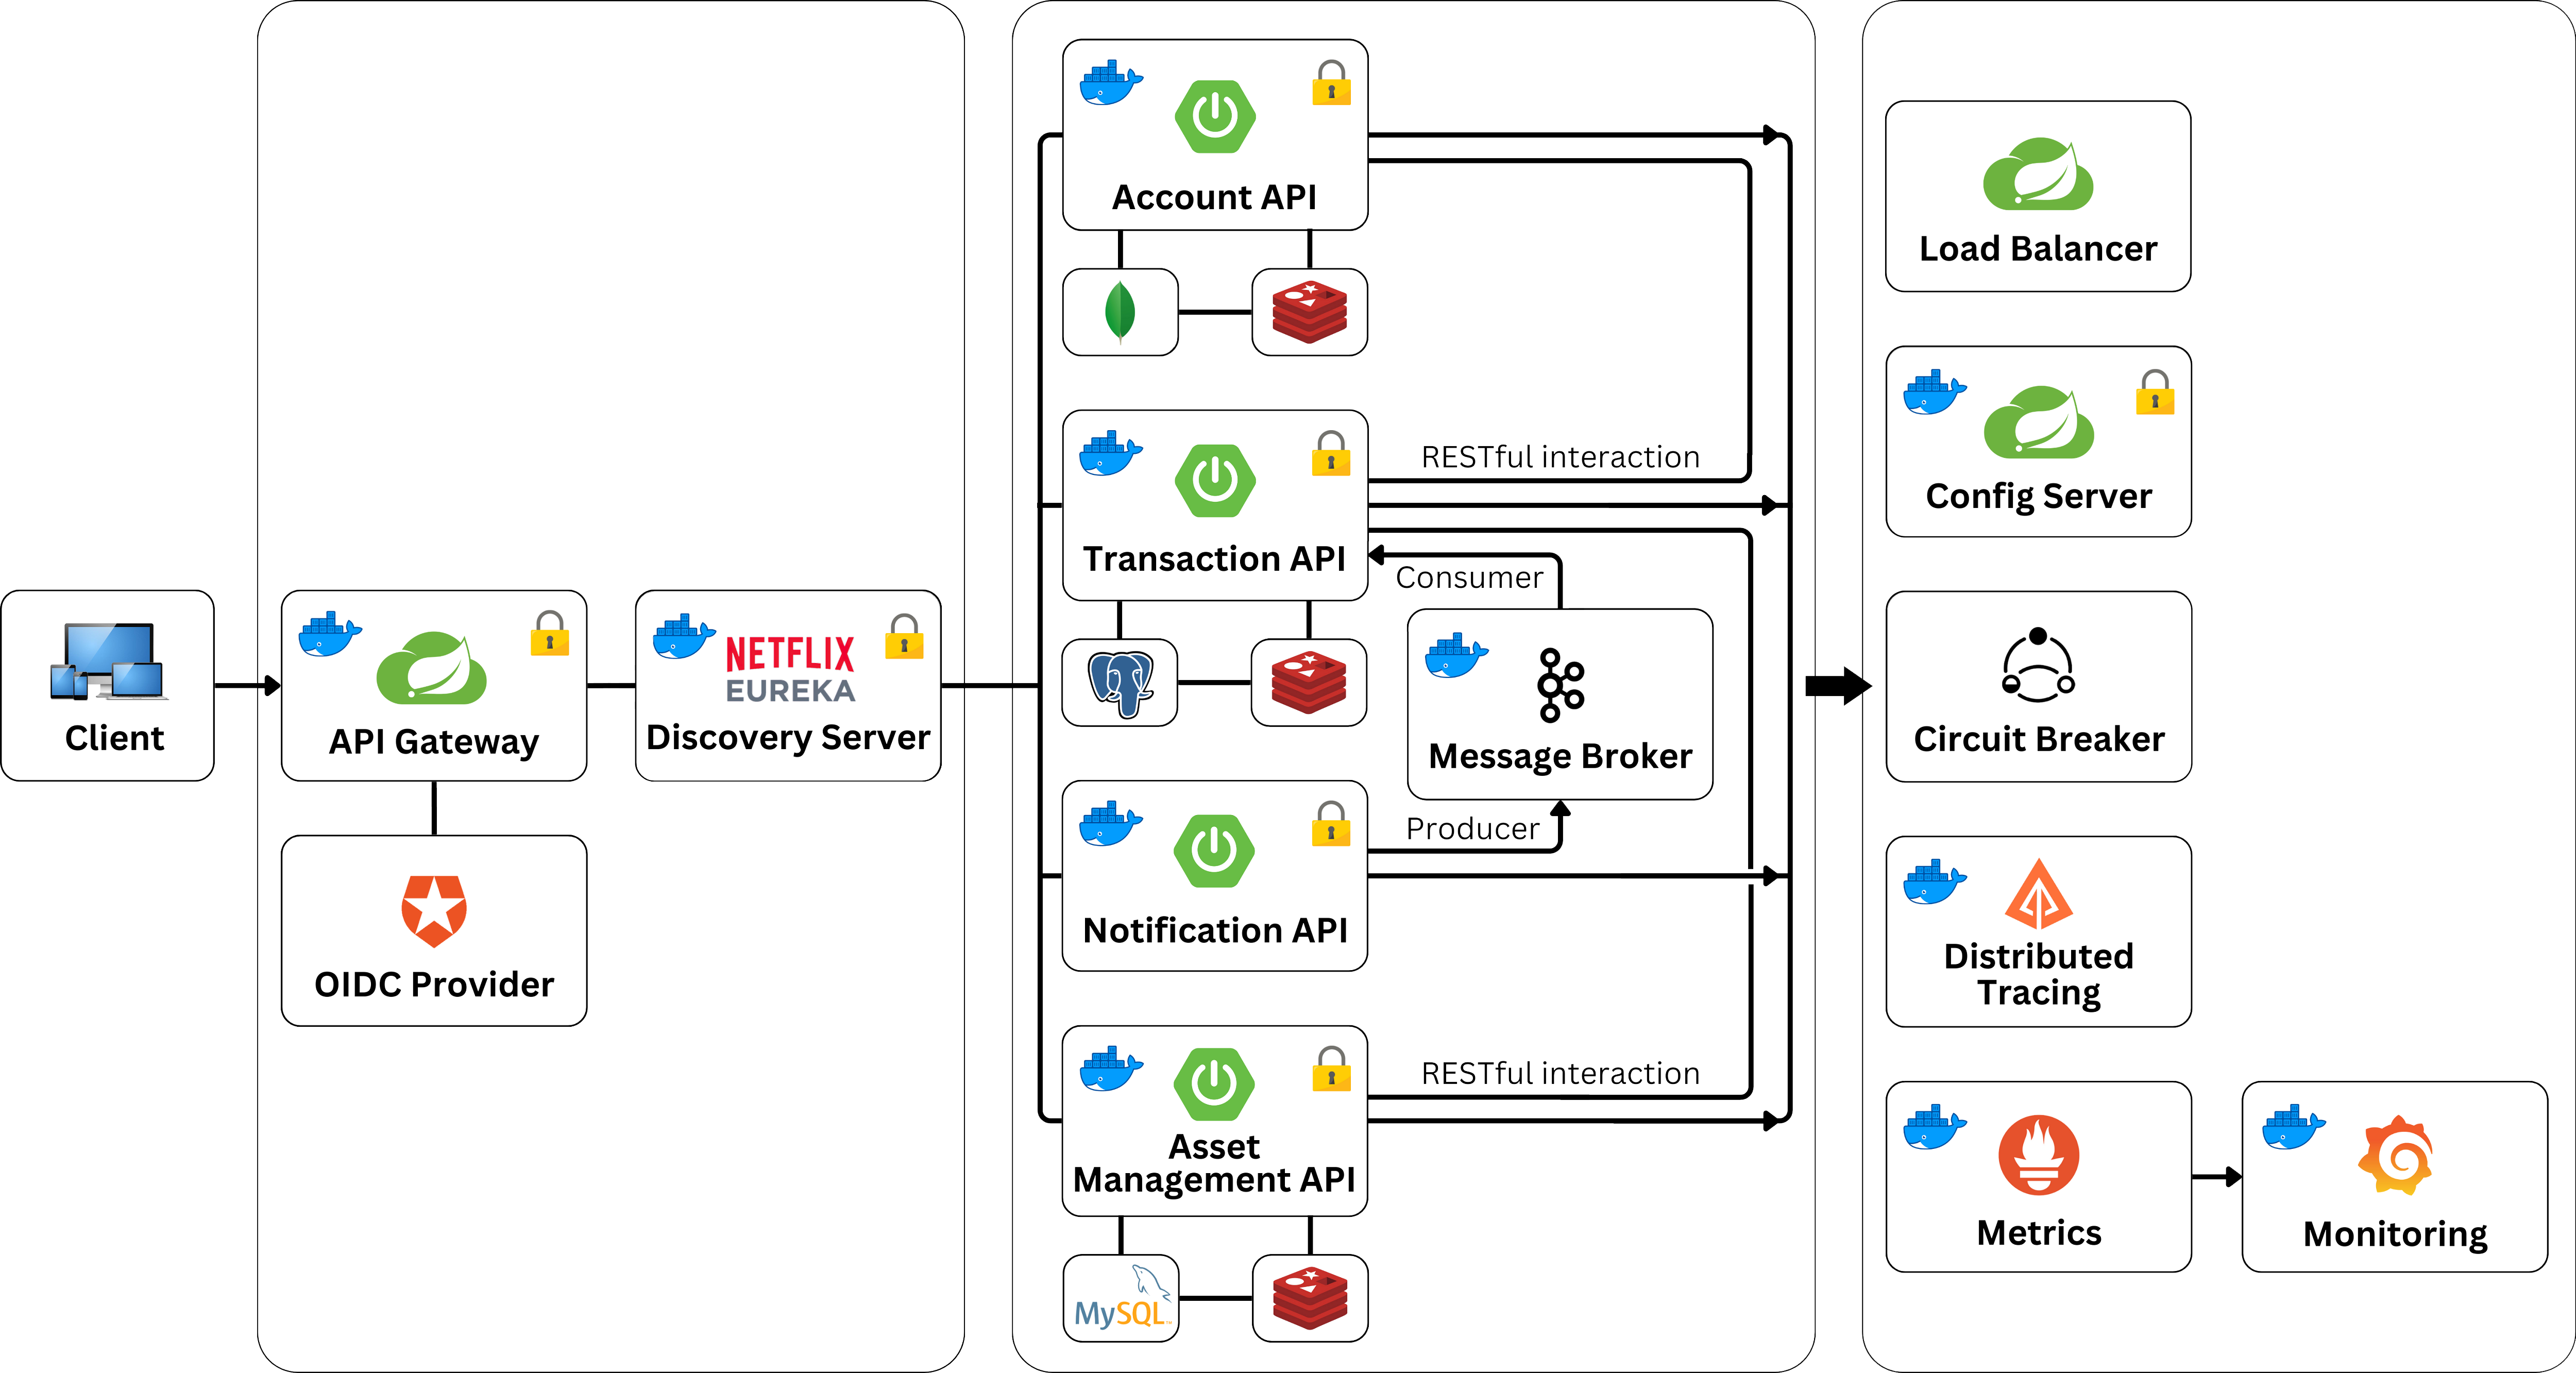 Client
API Gateway
OIDC Provider
NETFLIX
EUREKA
Discovery Server
Account API
RESTful interaction
Transaction API
Consumer
Message Broker
Producer
Notification API
RESTful interaction
Asset
Management API
MySQL
Load Balancer
Config Server
Circuit Breaker
Distributed
Tracing
Metrics
Monitoring